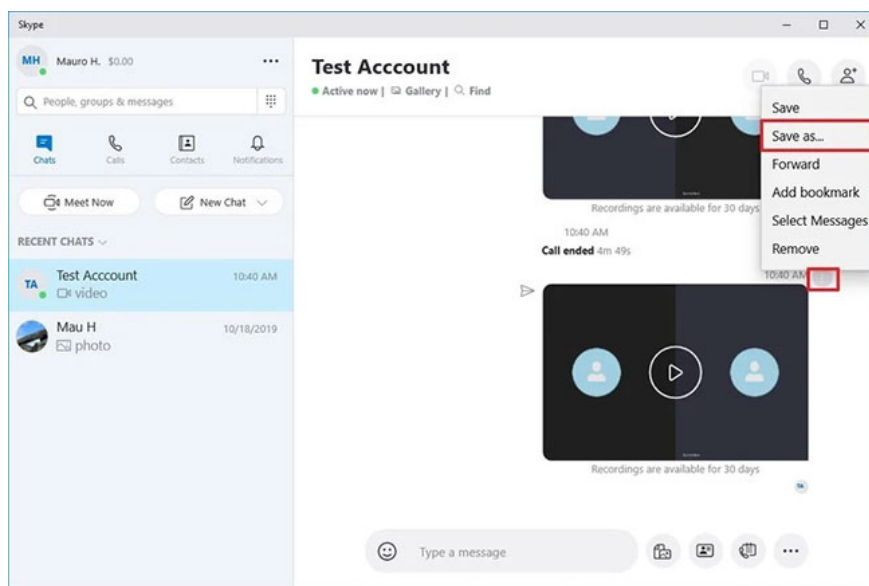 Skype
MH Mauro H. $0.00
People, groups & messages
Chats Calls Contacts Notifications
Meet Now New Chat
RECENT CHATS
TA Test Acccount 10:40 AM
video
Mau H 10/18/2019
photo
Test Acccount
Active now | Gallery | Find
Recordings are available for 30 days
10:40 AM
Call ended 4m 49s
Save
Save as...
Forward
Add bookmark
Select Messages
Remove
10:40 AM
Recordings are available for 30 days
TA
Type a message